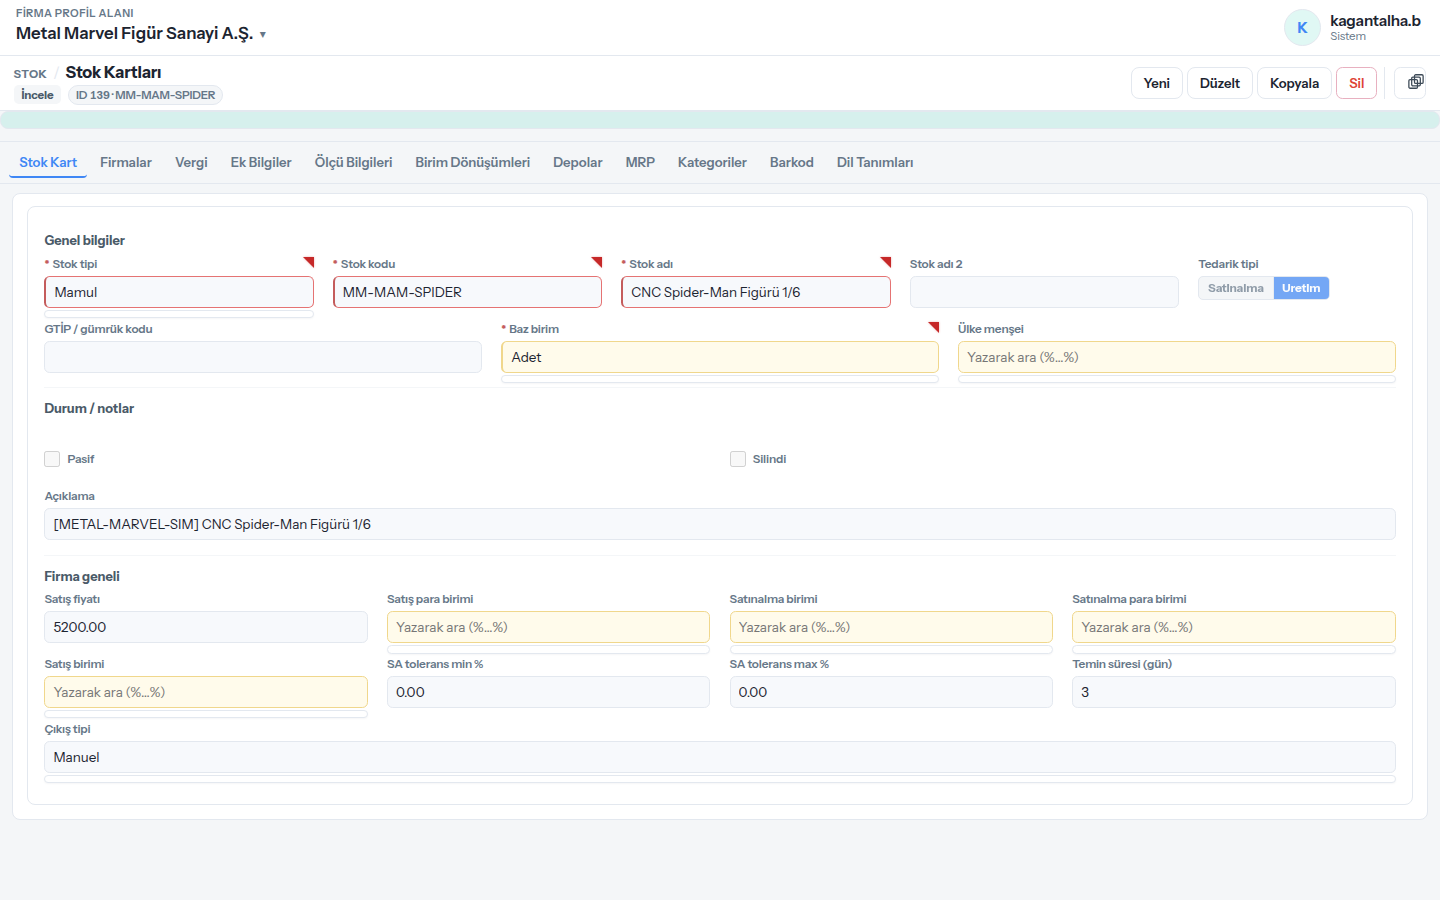 FİRMA PROFİL ALANI
Metal Marvel Figür Sanayi A.Ş. ▾
K
kagantalha.b
Sistem
STOK / Stok Kartları
İncele ID 139 · MM-MAM-SPIDER
Yeni Düzelt Kopyala Sil
Stok Kart Firmalar Vergi Ek Bilgiler Ölçü Bilgileri Birim Dönüşümleri Depolar MRP Kategoriler Barkod Dil Tanımları
Genel bilgiler
* Stok tipi * Stok kodu * Stok adı Stok adı 2 Tedarik tipi
Mamul MM-MAM-SPIDER CNC Spider-Man Figürü 1/6 Satınalma Uretim
GTİP / gümrük kodu * Baz birim Ülke menşei
Adet Yazarak ara (%...%)
Durum / notlar
Pasif Silindi
Açıklama
[METAL-MARVEL-SIM] CNC Spider-Man Figürü 1/6
Firma geneli
Satış fiyatı Satış para birimi Satınalma birimi Satınalma para birimi
5200.00 Yazarak ara (%...%) Yazarak ara (%...%) Yazarak ara (%...%)
Satış birimi SA tolerans min % SA tolerans max % Temin süresi (gün)
Yazarak ara (%...%) 0.00 0.00 3
Çıkış tipi
Manuel